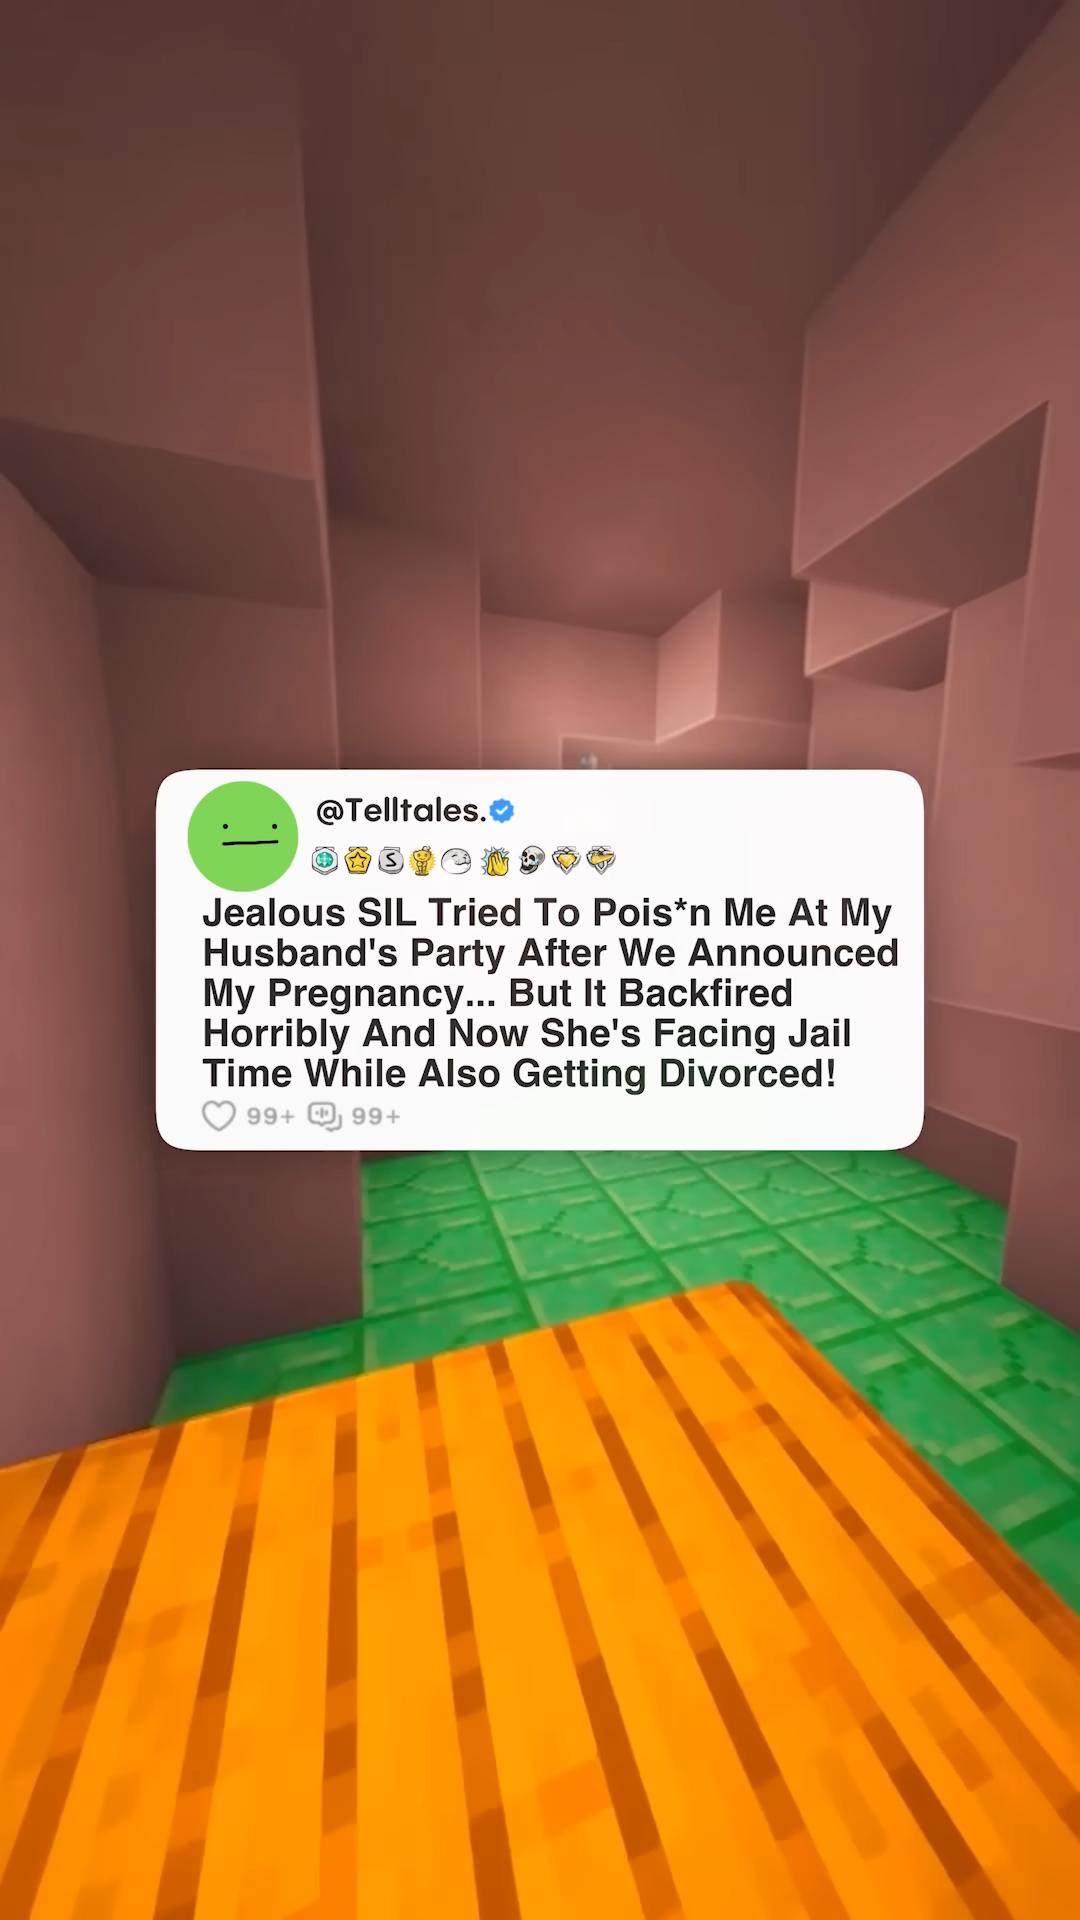 @Telltales.
Jealous SIL Tried To Pois*n Me At My
Husband's Party After We Announced
My Pregnancy... But It Backfired
Horribly And Now She's Facing Jail
Time While Also Getting Divorced!
99+ 99+